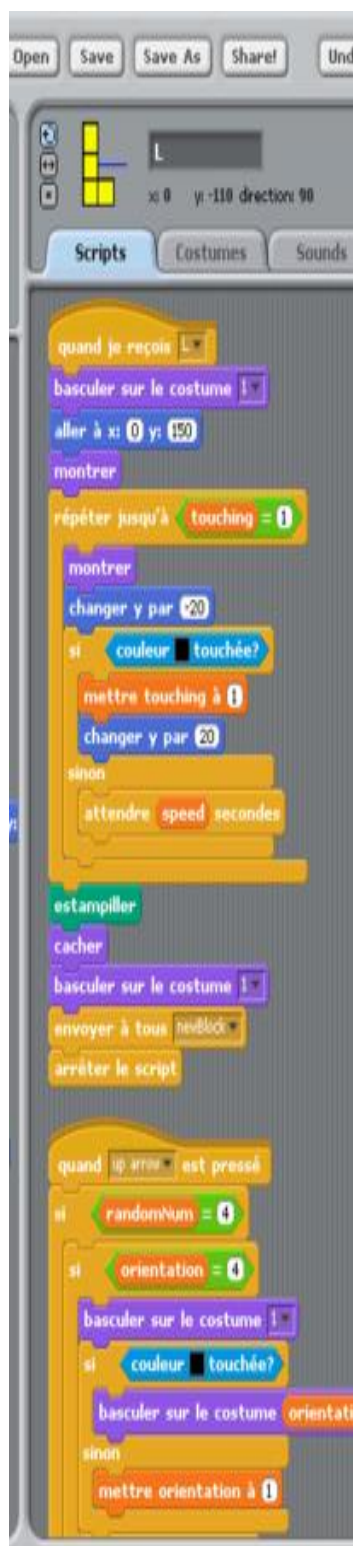 Open Save Save As Share! Und
L
x: 0 y: -110 direction: 90
Scripts Costumes Sounds
quand je reçois L
basculer sur le costume 1
aller à x: 0 y: 150
montrer
répéter jusqu'à touching = 1
montrer
changer y par -20
si couleur touchée?
mettre touching à 1
changer y par 20
sinon
attendre speed secondes
estampiller
cacher
basculer sur le costume 1
envoyer à tous newBlock
arrêter le script
quand up arrow est pressé
si randomNum = 4
si orientation = 4
basculer sur le costume 1
si couleur touchée?
basculer sur le costume orientati
sinon
mettre orientation à 1